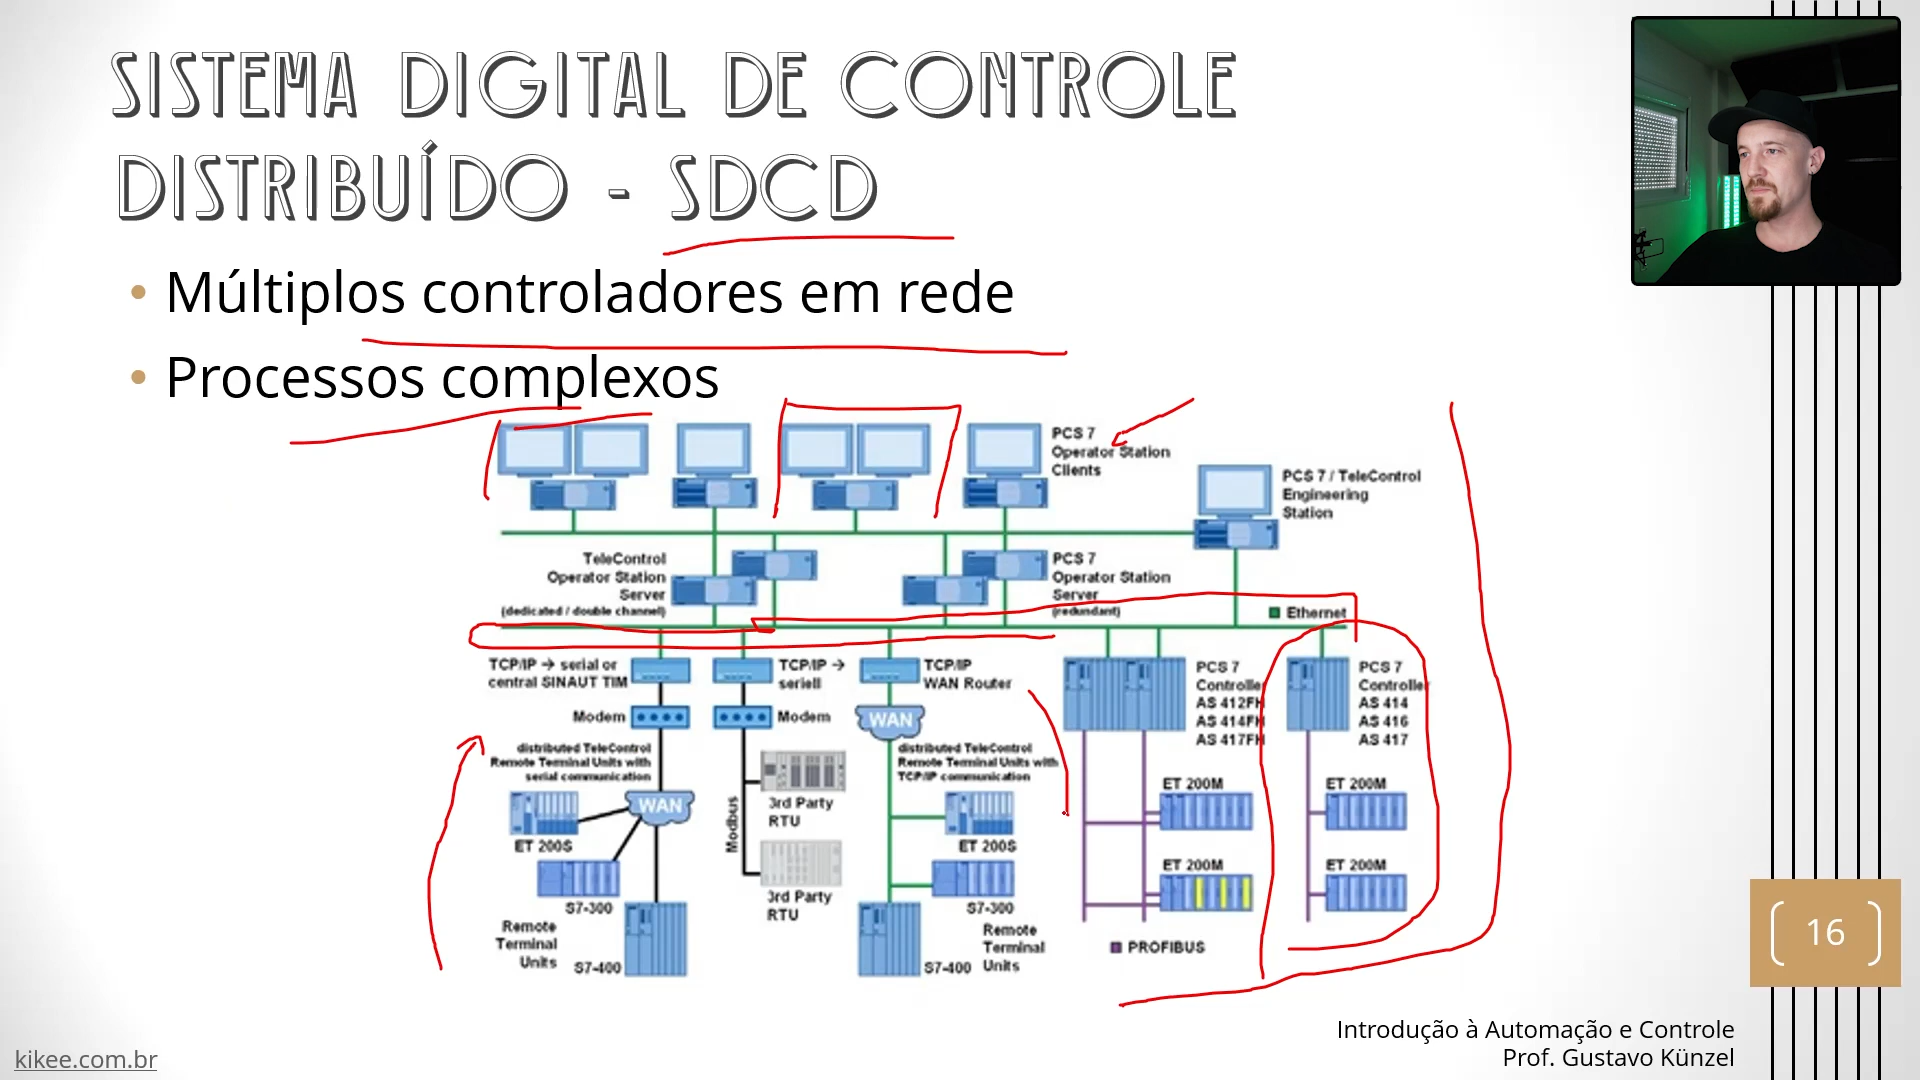 SISTEMA DIGITAL DE CONTROLE
DISTRIBUÍDO - SDCD
• Múltiplos controladores em rede
• Processos complexos
PCS 7
Operator Station
Clients
PCS 7 / TeleControl
Engineering
Station
TeleControl
Operator Station
Server
(dedicated / double channel)
PCS 7
Operator Station
Server
(redundant)
Ethernet
TCP/IP → serial or
central SINAUT TIM
TCP/IP →
seriell
TCP/IP
WAN Router
PCS 7
Controller
AS 412FH
AS 414FH
AS 417FH
PCS 7
Controller
AS 414
AS 416
AS 417
Modem
Modem
WAN
distributed TeleControl
Remote Terminal Units with
serial communication
distributed TeleControl
Remote Terminal Units with
TCP/IP communication
WAN
Modbus
3rd Party
RTU
ET 200S
ET 200S
ET 200M
ET 200M
ET 200M
ET 200M
3rd Party
RTU
S7-300
S7-300
Remote
Terminal
Units
S7-400
S7-400
Remote
Terminal
Units
PROFIBUS
16
Introdução à Automação e Controle
Prof. Gustavo Künzel
kikee.com.br